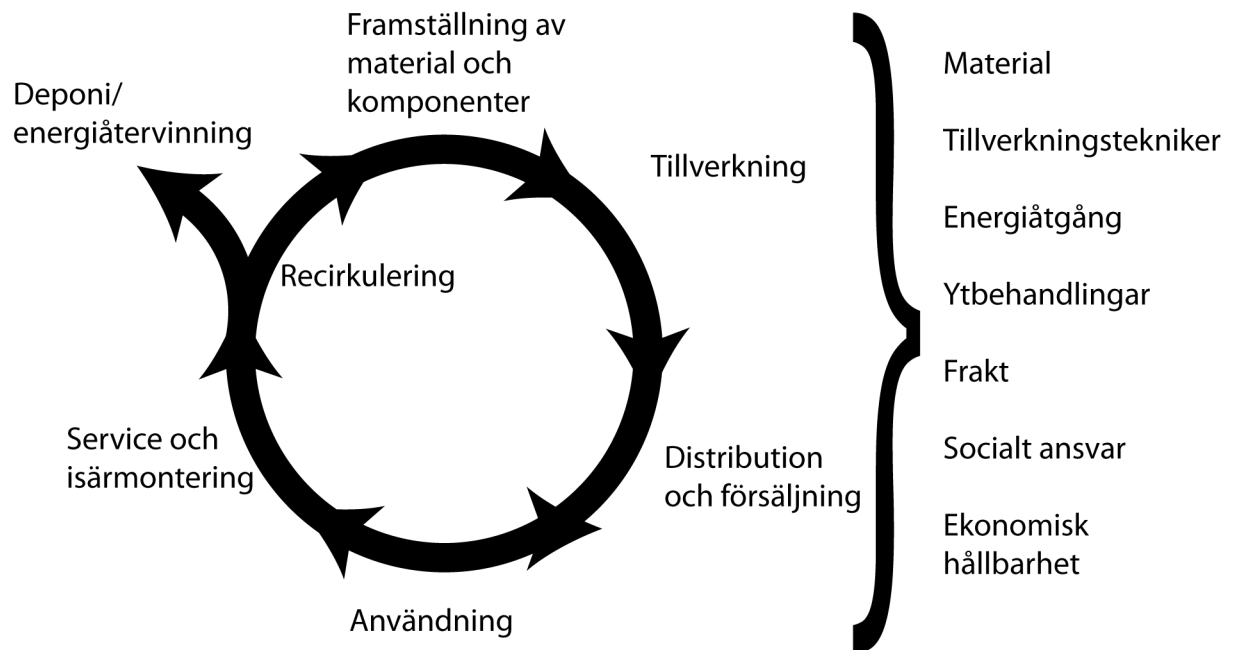 Framställning av
material och
komponenter
Deponi/
energiåtervinning
Tillverkning
Recirkulering
Service och
isärmontering
Distribution
och försäljning
Användning
Material
Tillverkningstekniker
Energiåtgång
Ytbehandlingar
Frakt
Socialt ansvar
Ekonomisk
hållbarhet